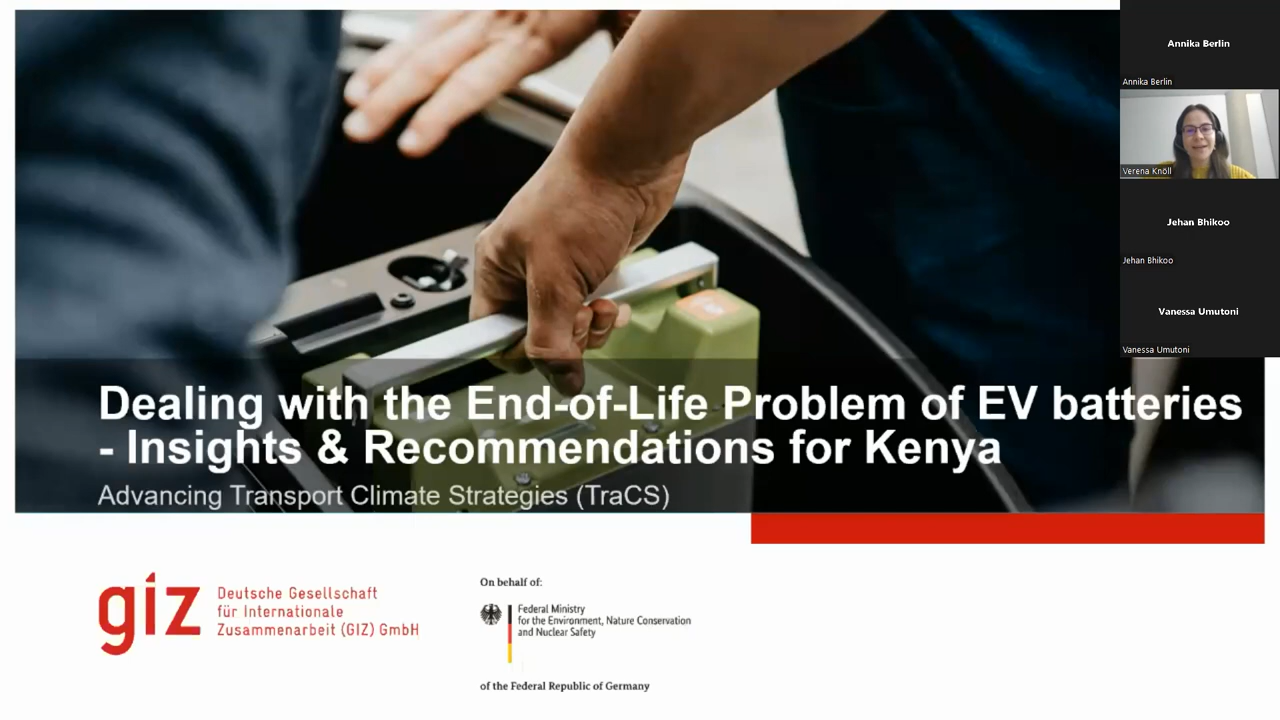 Annika Berlin
Annika Berlin
Verena Knöll
Jehan Bhikoo
Jehan Bhikoo
Vanessa Umutoni
Vanessa Umutoni
Dealing with the End-of-Life Problem of EV batteries
- Insights & Recommendations for Kenya
Advancing Transport Climate Strategies (TraCS)
giz
Deutsche Gesellschaft
für Internationale
Zusammenarbeit (GIZ) GmbH
On behalf of:
Federal Ministry
for the Environment, Nature Conservation
and Nuclear Safety
of the Federal Republic of Germany